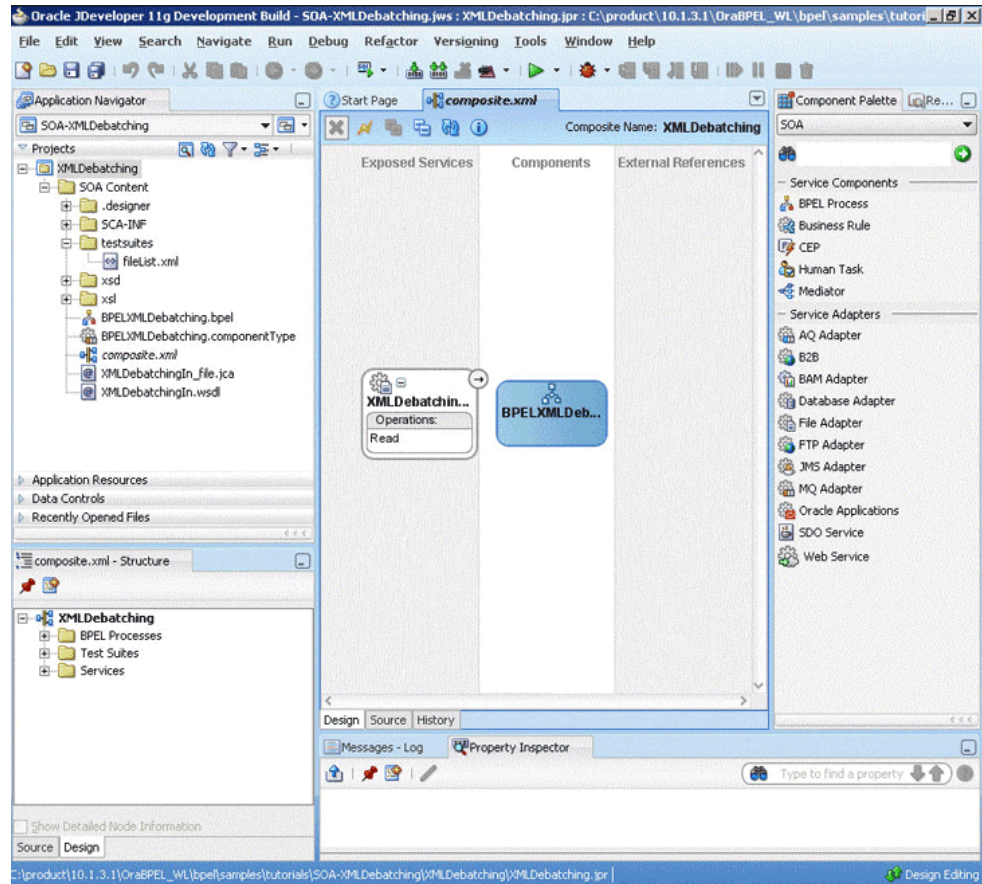 Oracle JDeveloper 11g Development Build - SOA-XMLDebatching.jws : XMLDebatching.jpr : C:\product\10.1.3.1\OraBPEL_WL\bpel\samples\tutori
File Edit View Search Navigate Run Debug Refactor Versioning Tools Window Help
Application Navigator
SOA-XMLDebatching
Projects
XMLDebatching
SOA Content
.designer
SCA-INF
testsuites
fileList.xml
xsd
xsl
BPELXMLDebatching.bpel
BPELXMLDebatching.componentType
composite.xml
XMLDebatchingIn_file.jca
XMLDebatchingIn.wsdl
Application Resources
Data Controls
Recently Opened Files
composite.xml - Structure
XMLDebatching
BPEL Processes
Test Suites
Services
Show Detailed Node Information
Source Design
Start Page composite.xml
Composite Name: XMLDebatching
Exposed Services Components External References
XMLDebatchin...
Operations:
Read
BPELXMLDeb...
Design Source History
Messages - Log Property Inspector
Type to find a property
Component Palette Re...
SOA
Service Components
BPEL Process
Business Rule
CEP
Human Task
Mediator
Service Adapters
AQ Adapter
B2B
BAM Adapter
Database Adapter
File Adapter
FTP Adapter
JMS Adapter
MQ Adapter
Oracle Applications
SDO Service
Web Service
C:\product\10.1.3.1\OraBPEL_WL\bpel\samples\tutorials\SOA-XMLDebatching\XMLDebatching\XMLDebatching.jpr
Design Editing